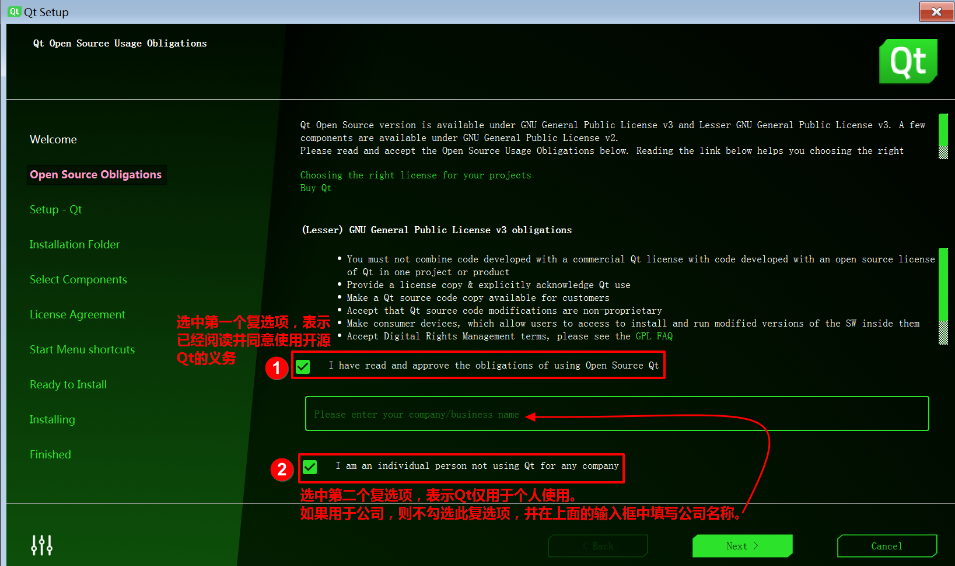 Qt Setup
Qt Open Source Usage Obligations
Qt
Welcome
Open Source Obligations
Setup - Qt
Installation Folder
Select Components
License Agreement
Start Menu shortcuts
Ready to Install
Installing
Finished
Qt Open Source version is available under GNU General Public License v3 and Lesser GNU General Public License v3. A few
components are available under GNU General Public License v2.
Please read and accept the Open Source Usage Obligations below. Reading the link below helps you choosing the right
Choosing the right license for your projects
Buy Qt
(Lesser) GNU General Public License v3 obligations
• You must not combine code developed with a commercial Qt license with code developed with an open source license
of Qt in one project or product
• Provide a license copy & explicitly acknowledge Qt use
• Make a Qt source code copy available for customers
• Accept that Qt source code modifications are non-proprietary
• Make consumer devices, which allow users to access to install and run modified versions of the SW inside them
• Accept Digital Rights Management terms, please see the GPL FAQ
选中第一个复选项，表示
已经阅读并同意使用开源
Qt的义务
1
I have read and approve the obligations of using Open Source Qt
Please enter your company/business name
2
I am an individual person not using Qt for any company
选中第二个复选项，表示Qt仅用于个人使用。
如果用于公司，则不勾选此复选项，并在上面的输入框中填写公司名称。
< Back
Next >
Cancel